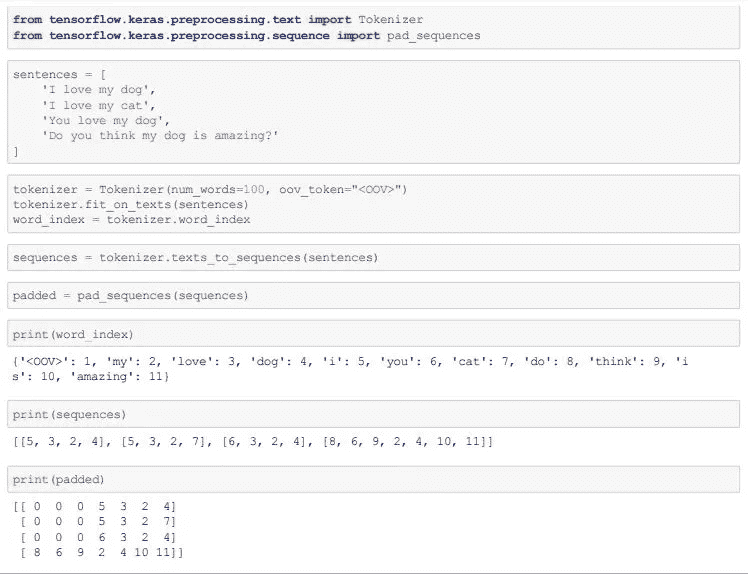 from tensorflow.keras.preprocessing.text import Tokenizer
from tensorflow.keras.preprocessing.sequence import pad_sequences
sentences = [
    'I love my dog',
    'I love my cat',
    'You love my dog',
    'Do you think my dog is amazing?'
]
tokenizer = Tokenizer(num_words=100, oov_token="<OOV>")
tokenizer.fit_on_texts(sentences)
word_index = tokenizer.word_index
sequences = tokenizer.texts_to_sequences(sentences)
padded = pad_sequences(sequences)
print(word_index)
{'<OOV>': 1, 'my': 2, 'love': 3, 'dog': 4, 'i': 5, 'you': 6, 'cat': 7, 'do': 8, 'think': 9, 'i
s': 10, 'amazing': 11}
print(sequences)
[[5, 3, 2, 4], [5, 3, 2, 7], [6, 3, 2, 4], [8, 6, 9, 2, 4, 10, 11]]
print(padded)
[[ 0  0  0  5  3  2  4]
 [ 0  0  0  5  3  2  7]
 [ 0  0  0  6  3  2  4]
 [ 8  6  9  2  4 10 11]]